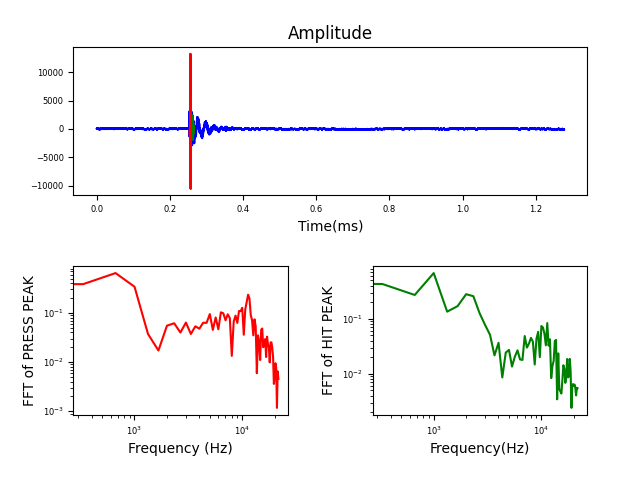 Amplitude
10000
5000
0
−5000
−10000
0.0 0.2 0.4 0.6 0.8 1.0 1.2
Time(ms)
FFT of PRESS PEAK
10⁻¹
10⁻²
10⁻³
10³ 10⁴
Frequency (Hz)
FFT of HIT PEAK
10⁻¹
10⁻²
10³ 10⁴
Frequency(Hz)